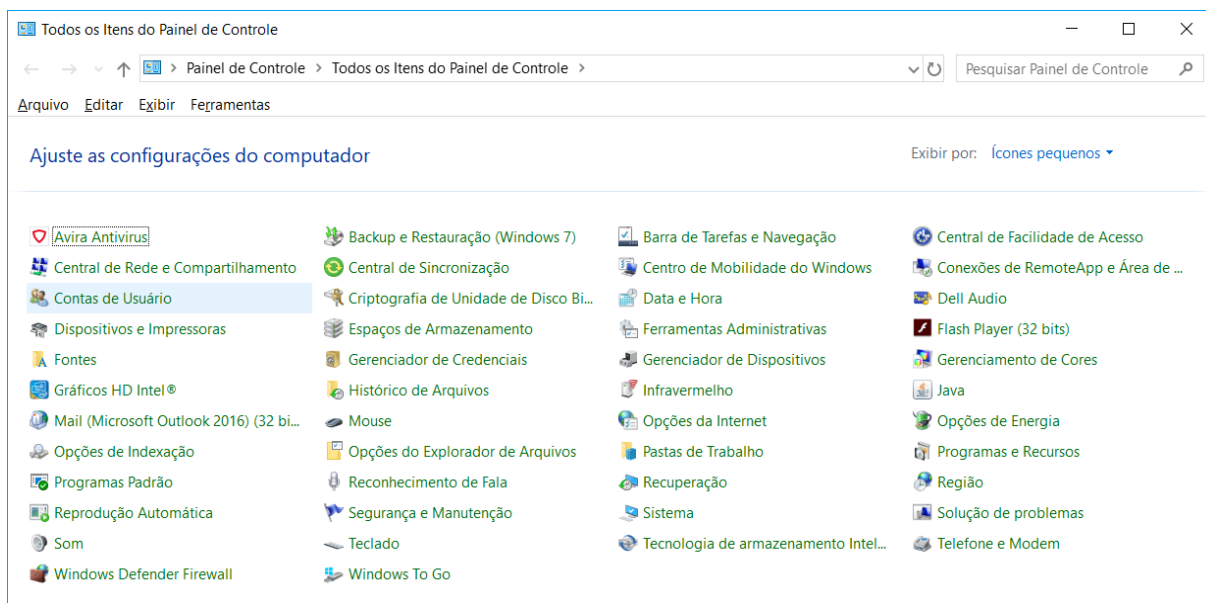 Todos os Itens do Painel de Controle
Painel de Controle > Todos os Itens do Painel de Controle >
Pesquisar Painel de Controle
Arquivo Editar Exibir Ferramentas
Ajuste as configurações do computador
Exibir por: Ícones pequenos
Avira Antivirus Backup e Restauração (Windows 7) Barra de Tarefas e Navegação Central de Facilidade de Acesso
Central de Rede e Compartilhamento Central de Sincronização Centro de Mobilidade do Windows Conexões de RemoteApp e Área de ...
Contas de Usuário Criptografia de Unidade de Disco Bi... Data e Hora Dell Audio
Dispositivos e Impressoras Espaços de Armazenamento Ferramentas Administrativas Flash Player (32 bits)
Fontes Gerenciador de Credenciais Gerenciador de Dispositivos Gerenciamento de Cores
Gráficos HD Intel® Histórico de Arquivos Infravermelho Java
Mail (Microsoft Outlook 2016) (32 bi... Mouse Opções da Internet Opções de Energia
Opções de Indexação Opções do Explorador de Arquivos Pastas de Trabalho Programas e Recursos
Programas Padrão Reconhecimento de Fala Recuperação Região
Reprodução Automática Segurança e Manutenção Sistema Solução de problemas
Som Teclado Tecnologia de armazenamento Intel... Telefone e Modem
Windows Defender Firewall Windows To Go